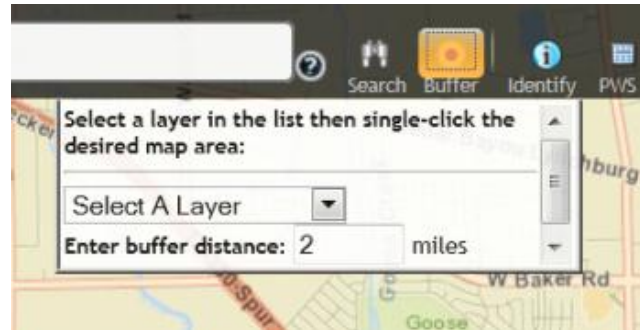 ?
Search Buffer Identify PWS
Select a layer in the list then single-click the
desired map area:
Select A Layer
Enter buffer distance: 2 miles
W Baker Rd
Spur
Goose